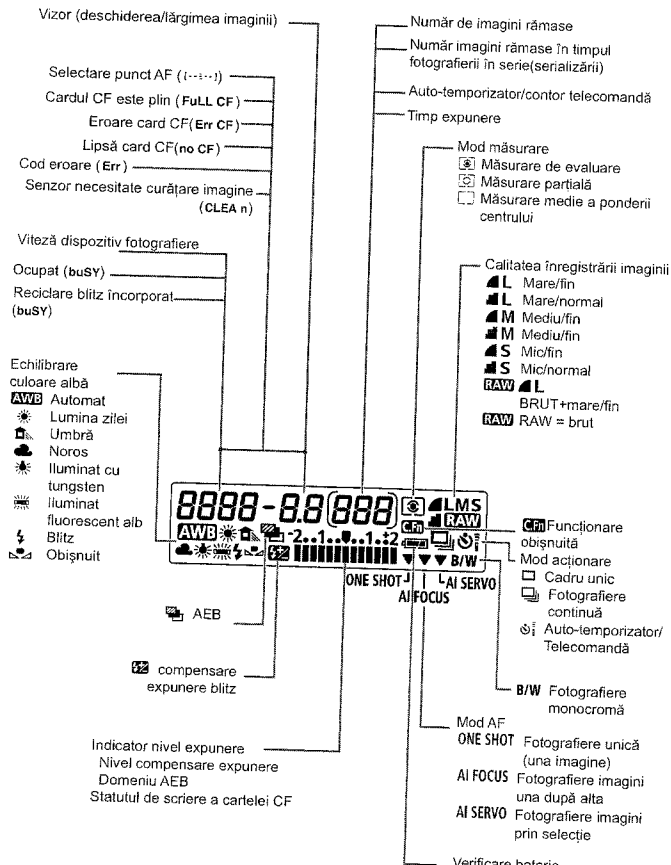 Vizor (deschiderea/lărgimea imaginii)
Selectare punct AF
Cardul CF este plin (FuLL CF)
Eroare card CF(Err CF)
Lipsă card CF(no CF)
Cod eroare (Err)
Senzor necesitate curățare imagine
(CLEA n)
Viteză dispozitiv fotografiere
Ocupat (buSY)
Reciclare blitz încorporat
(buSY)
Echilibrare
culoare albă
AWB Automat
Lumina zilei
Umbră
Noros
Iluminat cu
tungsten
Iluminat
fluorescent alb
Blitz
Obișnuit
Număr de imagini rămase
Număr imagini rămase în timpul
fotografierii în serie(serializării)
Auto-temporizator/contor telecomandă
Timp expunere
Mod măsurare
Măsurare de evaluare
Măsurare partială
Măsurare medie a ponderii
centrului
Calitatea înregistrării imaginii
L Mare/fin
L Mare/normal
M Mediu/fin
M Mediu/normal
S Mic/fin
S Mic/normal
RAW L
BRUT+mare/fin
RAW RAW = brut
8888-8.8(888) LMS
C.Fn RAW
AWB -2..1..▼..1..+2
B/W
ONE SHOT AI SERVO
AI FOCUS
C.Fn Funcționare
obișnuită
Mod acționare
Cadru unic
Fotografiere
continuă
Auto-temporizator/
Telecomandă
B/W Fotografiere
monocromă
Mod AF
ONE SHOT Fotografiere unică
(una imagine)
AI FOCUS Fotografiere imagini
una după alta
AI SERVO Fotografiere imagini
prin selecție
AEB
compensare
expunere blitz
Indicator nivel expunere
Nivel compensare expunere
Domeniu AEB
Statutul de scriere a cartelei CF